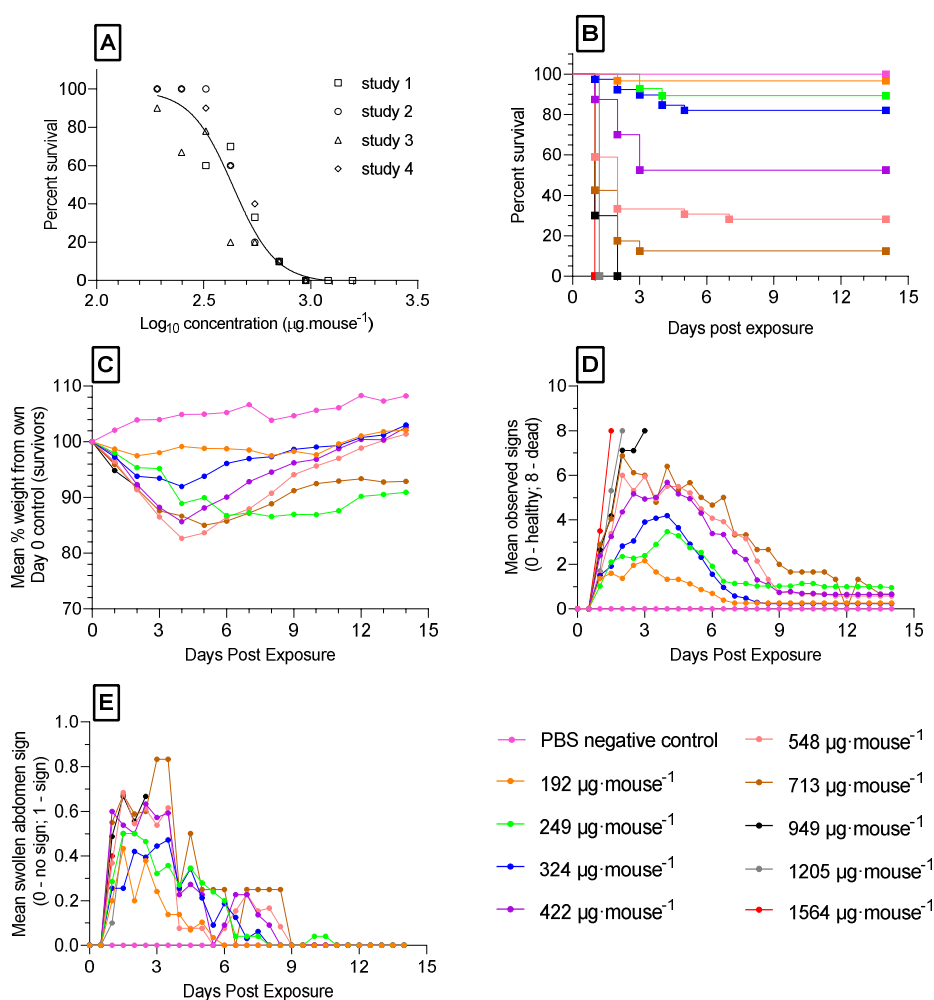 A
Percent survival
100
80
60
40
20
0
2.0 2.5 3.0 3.5
Log10 concentration (μg.mouse-1)
study 1
study 2
study 3
study 4
B
Percent survival
100
80
60
40
20
0
0 3 6 9 12 15
Days post exposure
C
Mean % weight from own
Day 0 control (survivors)
110
100
90
80
70
0 3 6 9 12 15
Days Post Exposure
D
Mean observed signs
(0 - healthy; 8 - dead)
10
8
6
4
2
0
0 3 6 9 12 15
Days Post Exposure
E
Mean swollen abdomen sign
(0 - no sign; 1 - sign)
1.0
0.8
0.6
0.4
0.2
0.0
0 3 6 9 12 15
Days Post Exposure
PBS negative control
192 μg·mouse-1
249 μg·mouse-1
324 μg·mouse-1
422 μg·mouse-1
548 μg·mouse-1
713 μg·mouse-1
949 μg·mouse-1
1205 μg·mouse-1
1564 μg·mouse-1